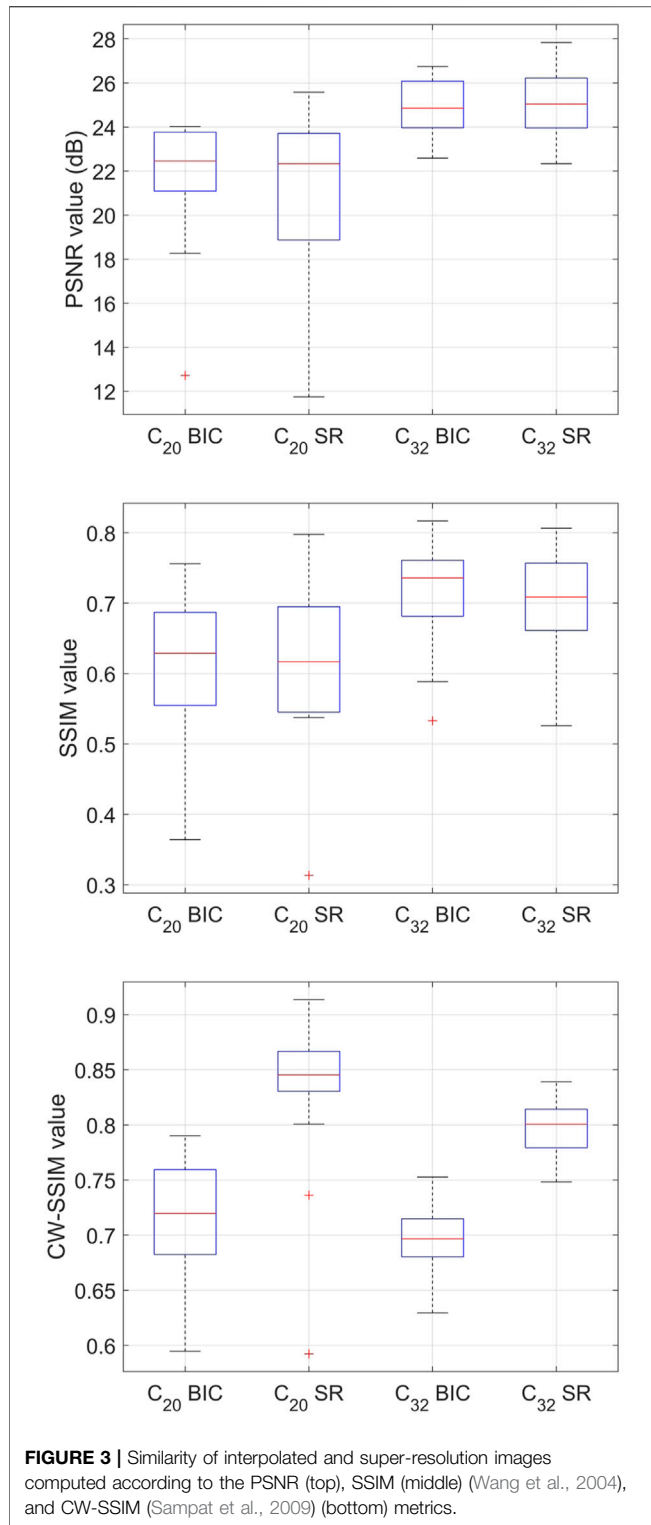 28
26
24
22
20
18
16
14
12
PSNR value (dB)
C20 BIC C20 SR C32 BIC C32 SR
0.8
0.7
0.6
0.5
0.4
0.3
SSIM value
C20 BIC C20 SR C32 BIC C32 SR
0.9
0.85
0.8
0.75
0.7
0.65
0.6
CW-SSIM value
C20 BIC C20 SR C32 BIC C32 SR
FIGURE 3 | Similarity of interpolated and super-resolution images
computed according to the PSNR (top), SSIM (middle) (Wang et al., 2004),
and CW-SSIM (Sampat et al., 2009) (bottom) metrics.